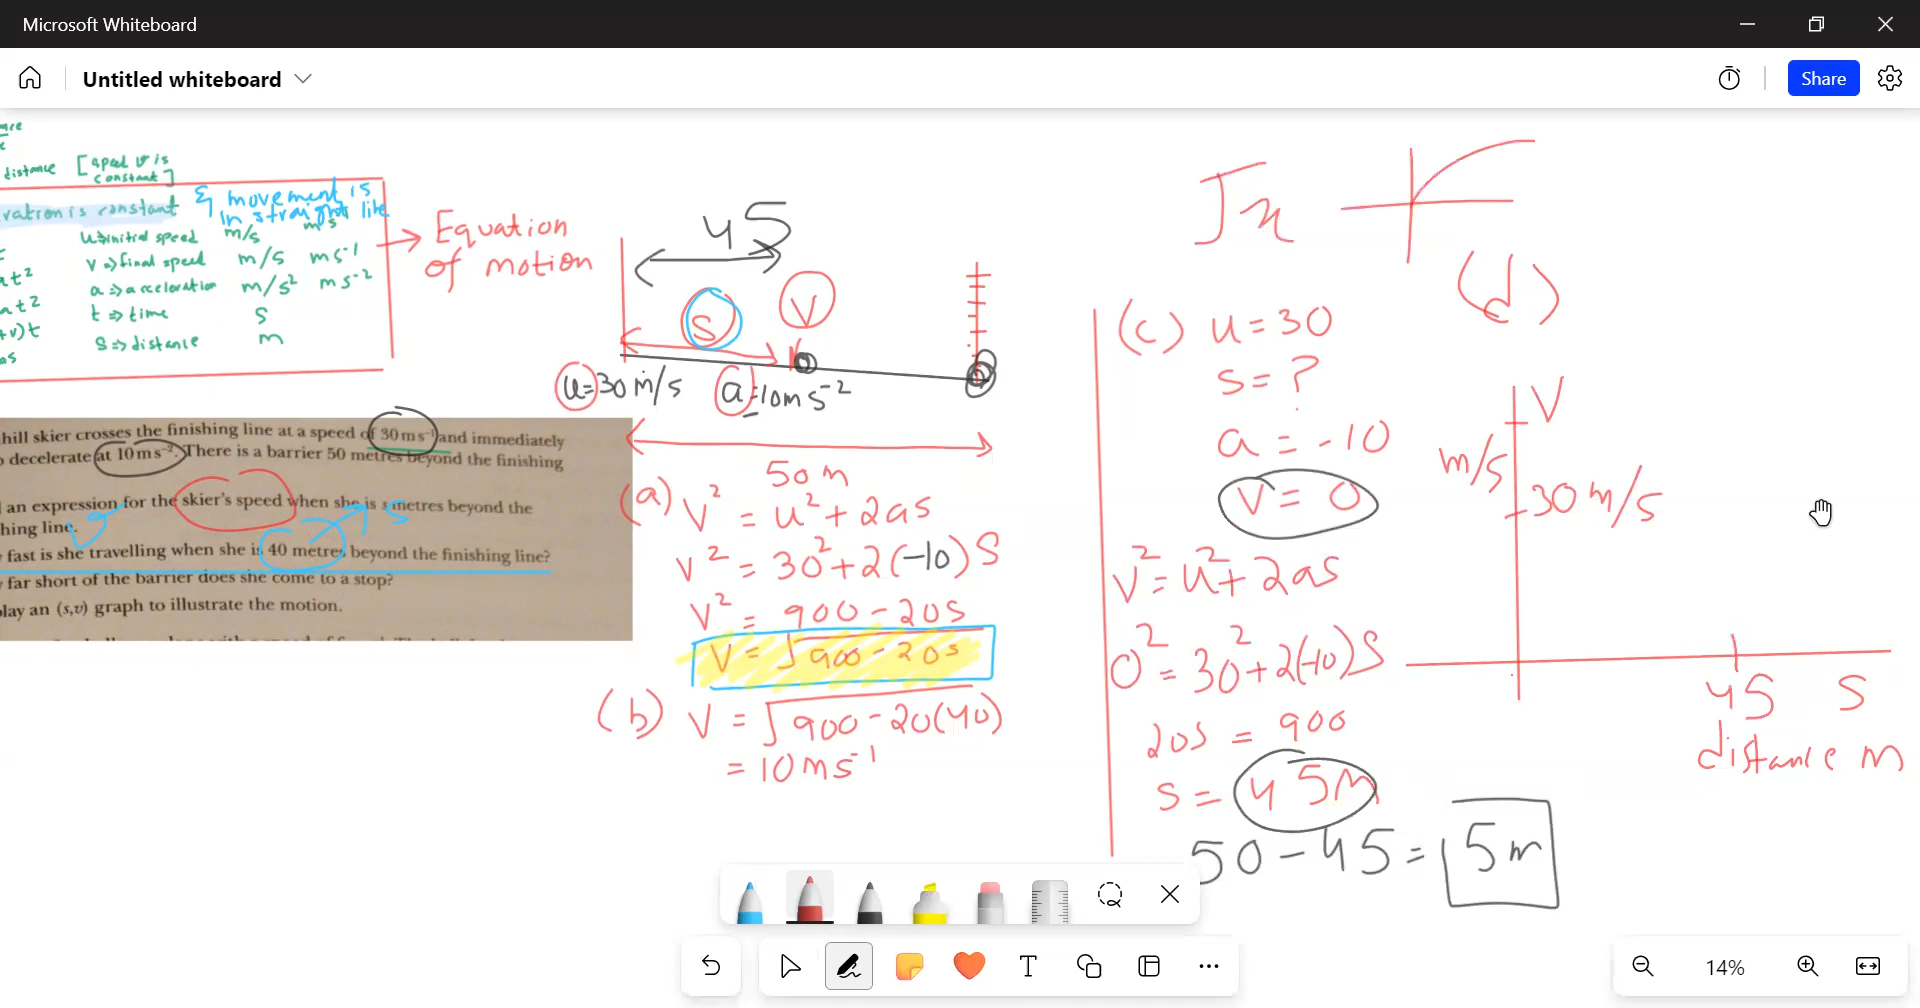 Microsoft Whiteboard
Untitled whiteboard
Share
distance [speed v is
constant]
vation is constant
& movement is
in straight line
u ⇒ initial speed m/s ms
v ⇒ final speed m/s ms⁻¹
at² a ⇒ acceleration m/s² ms⁻²
at² t ⇒ time s
+v)t s ⇒ distance m
as
→ Equation
of motion
45
S
V
u=30 m/s
a=10ms⁻²
50 m
hill skier crosses the finishing line at a speed of 30 m s⁻¹ and immediately
decelerate at 10 m s⁻². There is a barrier 50 metres beyond the finishing
an expression for the skier's speed when she is s metres beyond the
hing line.
v
s
fast is she travelling when she is 40 metres beyond the finishing line?
far short of the barrier does she come to a stop?
lay an (s,v) graph to illustrate the motion.
(a) v² = u² + 2as
v² = 30² + 2(-10)S
v² = 900 - 20s
v = √900 - 20s
(b) v = √900 - 20(40)
= 10ms⁻¹
√x
(c) u = 30
s = ?
a = -10
v = 0
v² = u² + 2as
0² = 30² + 2(-10)S
20s = 900
s = 45m
50 - 45 = 5m
(d)
V
m/s
30 m/s
45 S
distance m
14%